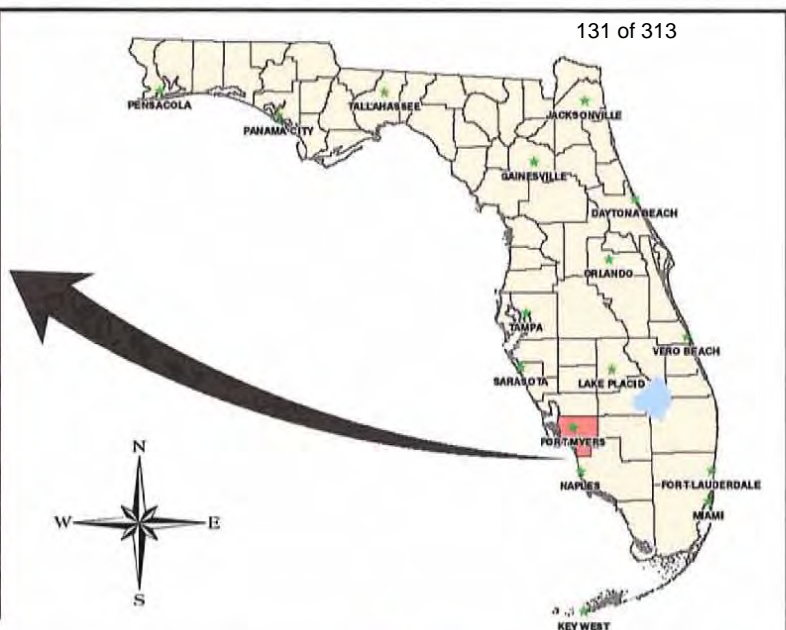 131 of 313
PENSACOLA
TALLAHASSEE
JACKSONVILLE
PANAMA CITY
GAINESVILLE
DAYTONA BEACH
ORLANDO
TAMPA
VERO BEACH
SARASOTA
LAKE PLACID
FORT MYERS
NAPLES
FORT LAUDERDALE
MIAMI
N
W
E
S
KEY WEST